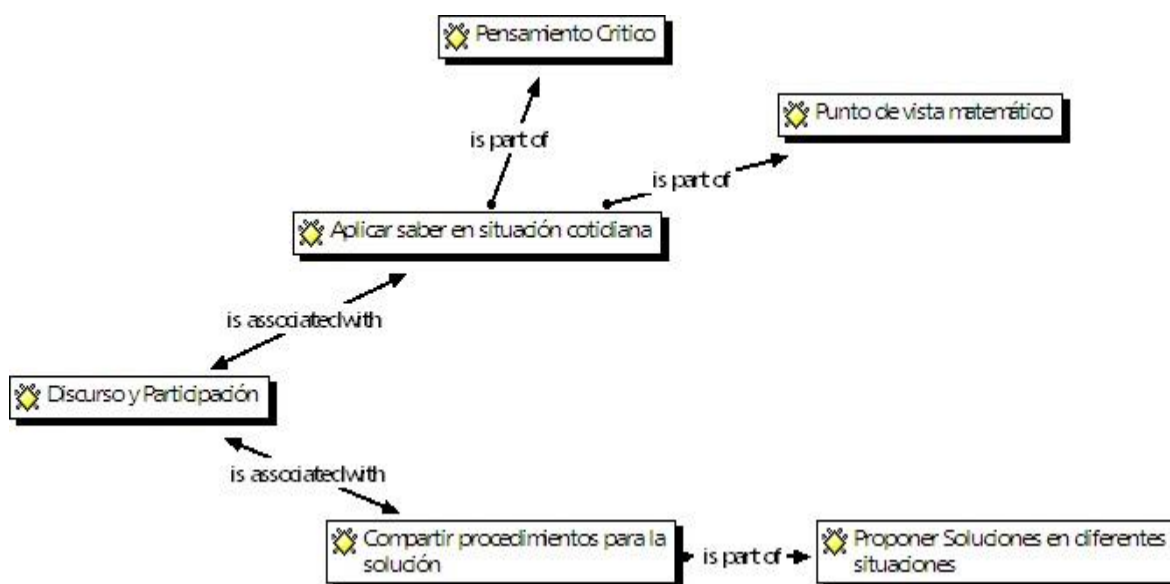 Pensamiento Critico
Punto de vista matemático
is part of
is part of
Aplicar saber en situación cotidiana
is associated with
Discurso y Participación
is associated with
Compartir procedimientos para la
solución
is part of
Proponer Soluciones en diferentes
situaciones